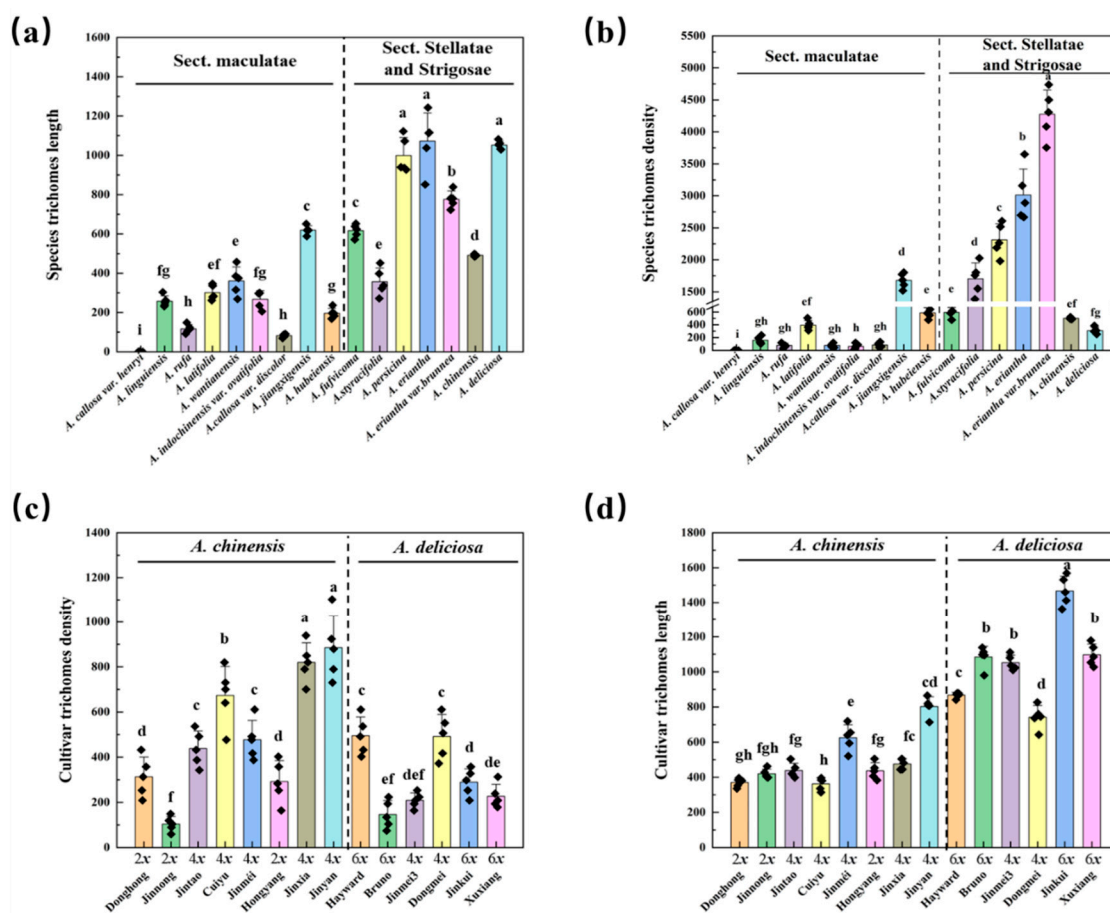 (a)
1600
1400
1200
1000
800
600
400
200
0
Species trichomes length
Sect. maculatae
Sect. Stellatae
and Strigosae
i
fg
h
ef
e
fg
h
c
g
c
e
a
a
b
d
a
A. callosa var. henryi
A. linguiensis
A. rufa
A. latifolia
A. wantianensis
A. indochinensis var. ovatifolia
A.callosa var. discolor
A. jiangxigensis
A. hubeiensis
A. fufvicoma
A.styracifolia
A. persicina
A. eriantha
A. eriantha var.brunnea
A. chinensis
A. deliciosa
(b)
5500
5000
4500
4000
3500
3000
2500
2000
1500
600
400
200
0
Species trichomes density
Sect. maculatae
Sect. Stellatae
and Strigosae
i
gh
gh
ef
gh
h
gh
d
e
e
d
c
b
a
ef
fg
A. callosa var. henryi
A. linguiensis
A. rufa
A. latifolia
A. wantianensis
A. indochinensis var. ovatifolia
A.callosa var. discolor
A. jiangxigensis
A. hubeiensis
A. fulvicoma
A.styracifolia
A. persicina
A. eriantha
A. eriantha var.brunnea
A. chinensis
A. deliciosa
(c)
1400
1200
1000
800
600
400
200
0
Cultivar trichomes density
A. chinensis
A. deliciosa
d
f
c
b
c
d
a
a
c
ef
def
c
d
de
2x 2x 4x 4x 4x 2x 4x 4x 6x 6x 4x 4x 6x 6x
Donghong
Jinnong
Jintao
Cuiyu
Jinméi
Hongyang
Jinxia
Jinyan
Hayward
Bruno
Jinmei3
Dongmei
Jinkui
Xuxiang
(d)
1800
1600
1400
1200
1000
800
600
400
200
0
Cultivar trichomes length
A. chinensis
A. deliciosa
gh
fgh
fg
h
e
fg
fc
cd
c
b
b
d
a
b
2x 2x 4x 4x 4x 2x 4x 4x 6x 6x 4x 4x 6x 6x
Donghong
Jinnong
Jintao
Cuiyu
Jinméi
Hongyang
Jinxia
Jinyan
Hayward
Bruno
Jinmei3
Dongmei
Jinkui
Xuxiang